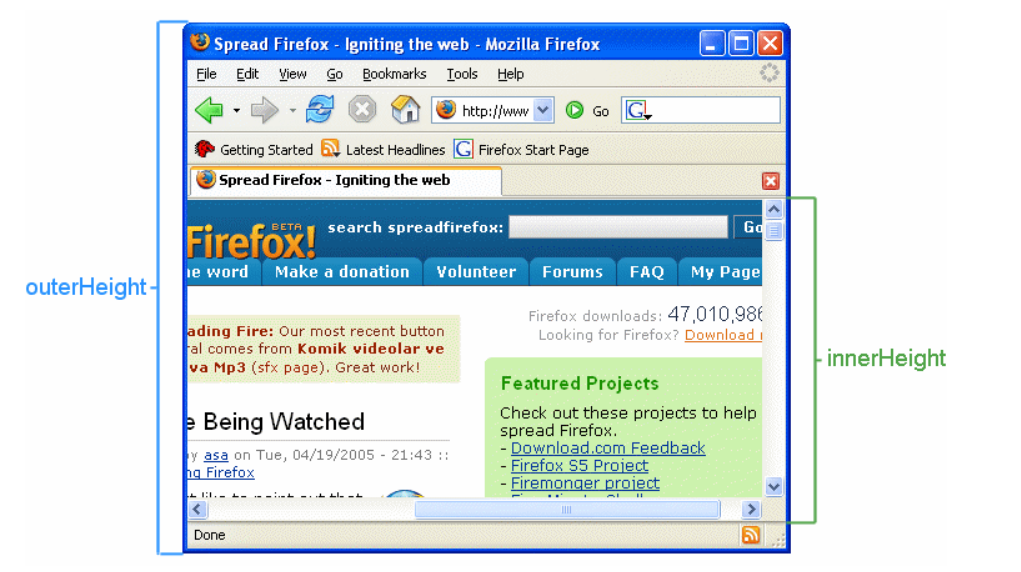 Spread Firefox - Igniting the web - Mozilla Firefox
File Edit View Go Bookmarks Tools Help
http://www Go G
Getting Started Latest Headlines G Firefox Start Page
Spread Firefox - Igniting the web
Firefox! BETA search spreadfirefox: Go
e word Make a donation Volunteer Forums FAQ My Page
outerHeight
Firefox downloads: 47,010,986
Looking for Firefox? Download
ading Fire: Our most recent button
ral comes from Komik videolar ve
va Mp3 (sfx page). Great work!
innerHeight
Featured Projects
Check out these projects to help
spread Firefox.
- Download.com Feedback
- Firefox S5 Project
- Firemonger project
e Being Watched
by asa on Tue, 04/19/2005 - 21:43 ::
ng Firefox
Done